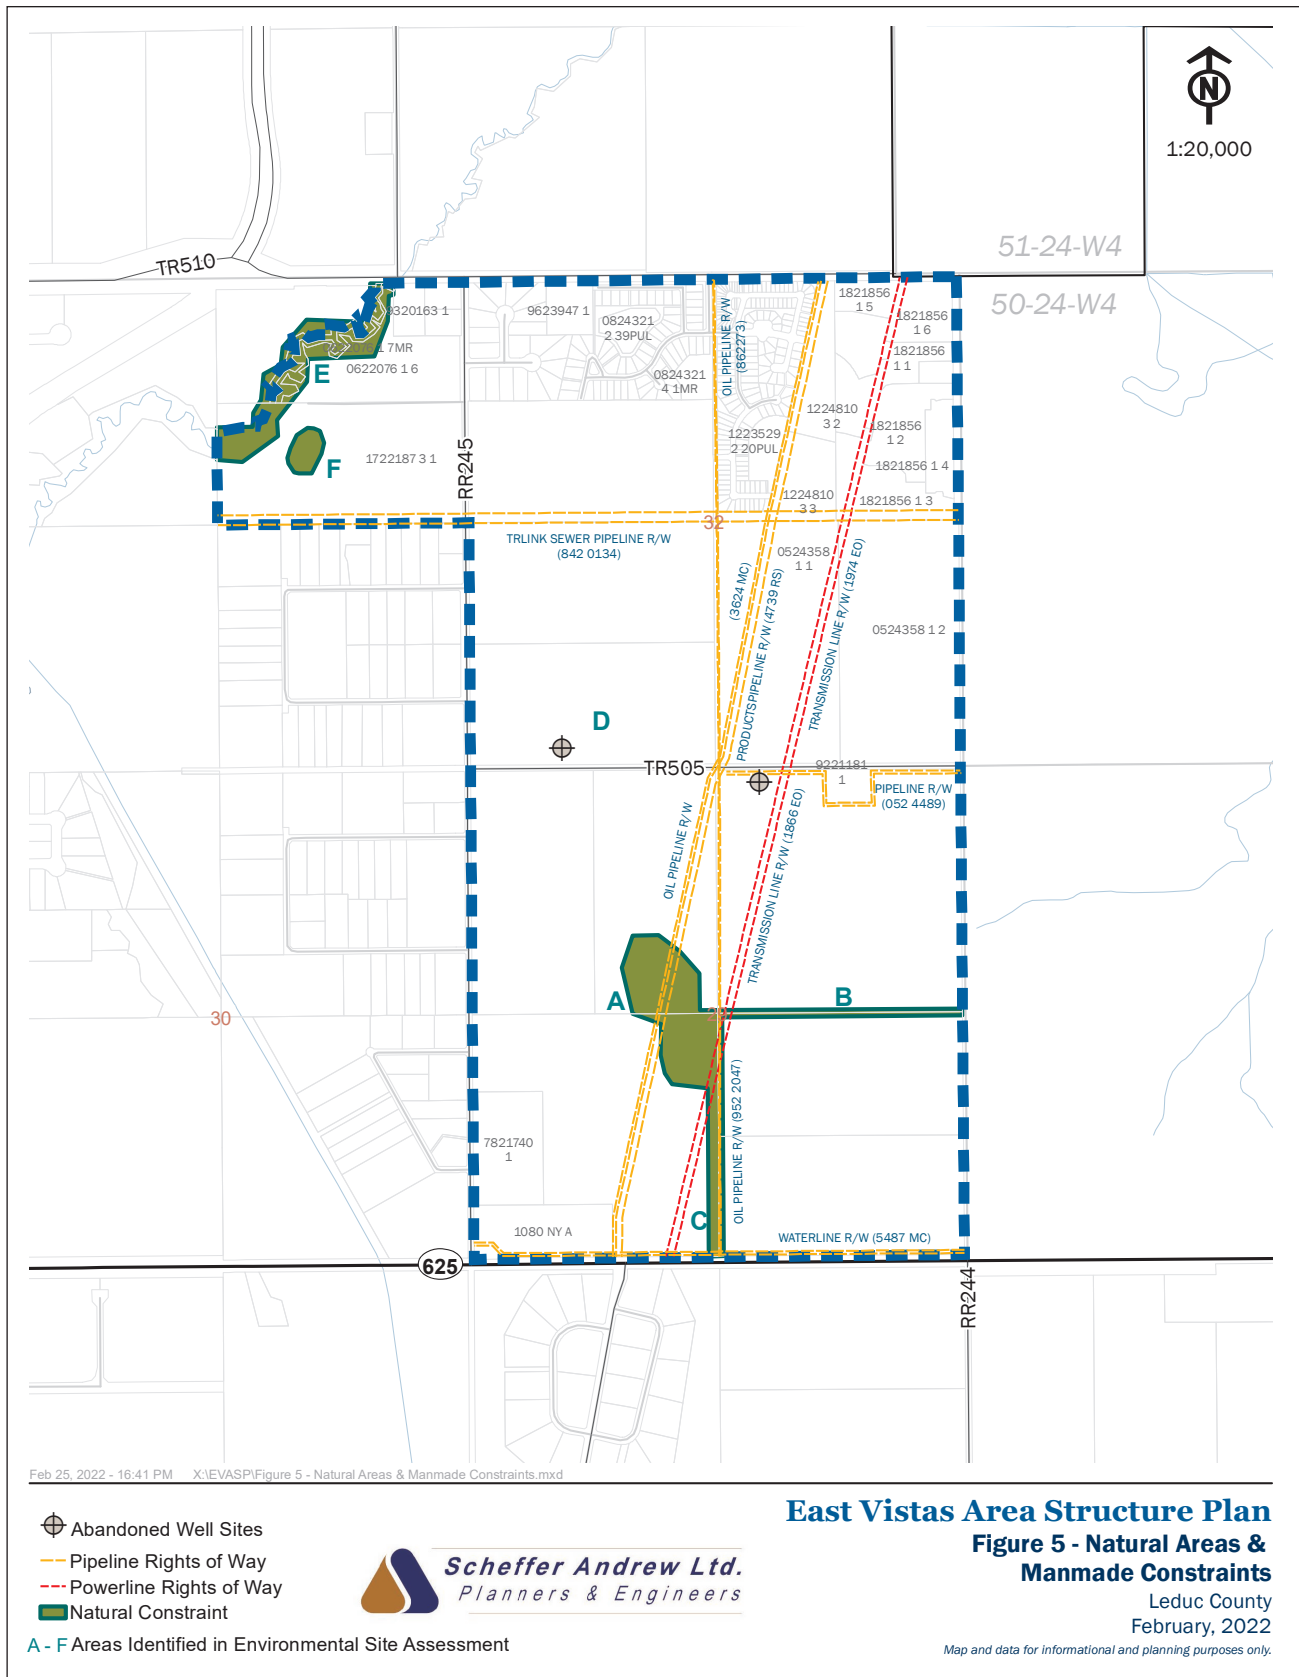 N
1:20,000
51-24-W4
TR510
50-24-W4
9320163 1
9623947 1
0824321
2 39PUL
OIL PIPELINE R/W
(862273)
1821856
1 5
1821856
1 6
1821856
1 1
7MR
E
0622076 1 6
0824321
4 1MR
1224810
3 2
1821856
1 2
1223529
2 20PUL
F
1722187 3 1
RR245
1821856 1 4
1224810
3 3
1821856 1 3
32
TRLINK SEWER PIPELINE R/W
(842 0134)
0524358
1 1
(3624 MC)
PRODUCTS PIPELINE R/W (4739 RS)
TRANSMISSION LINE R/W (1974 EO)
0524358 1 2
D
TR505
9221181
1
PIPELINE R/W
(052 4489)
OIL PIPELINE R/W
TRANSMISSION LINE R/W (1866 EO)
A
B
30
29
OIL PIPELINE R/W (952 2047)
7821740
1
C
1080 NY A
WATERLINE R/W (5487 MC)
625
RR244
Feb 25, 2022 - 16:41 PM X:\EVASP\Figure 5 - Natural Areas & Manmade Constraints.mxd
Abandoned Well Sites
Pipeline Rights of Way
Powerline Rights of Way
Natural Constraint
A - F Areas Identified in Environmental Site Assessment
Scheffer Andrew Ltd.
Planners & Engineers
East Vistas Area Structure Plan
Figure 5 - Natural Areas &
Manmade Constraints
Leduc County
February, 2022
Map and data for informational and planning purposes only.